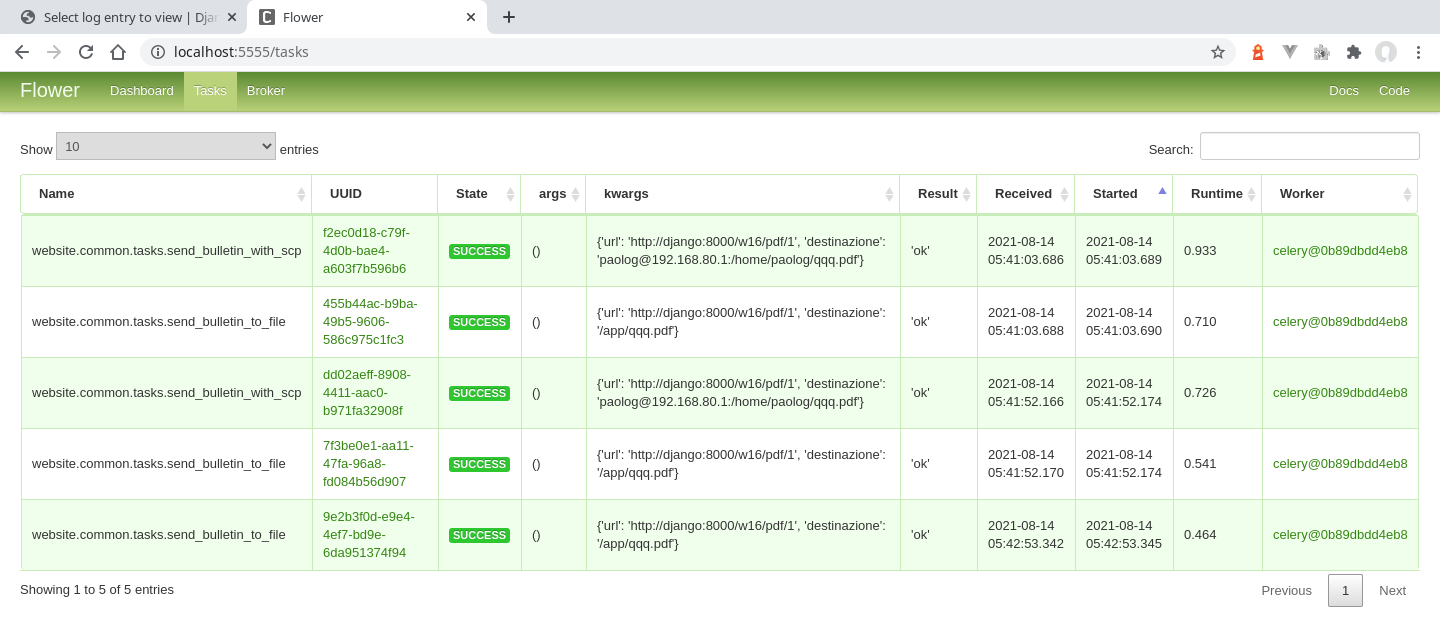 Select log entry to view | Djan
Flower
localhost:5555/tasks
Flower Dashboard Tasks Broker Docs Code
Show 10 entries Search:
Name UUID State args kwargs Result Received Started Runtime Worker
website.common.tasks.send_bulletin_with_scp f2ec0d18-c79f-4d0b-bae4-a603f7b596b6 SUCCESS () {'url': 'http://django:8000/w16/pdf/1', 'destinazione': 'paolog@192.168.80.1:/home/paolog/qqq.pdf'} 'ok' 2021-08-14 05:41:03.686 2021-08-14 05:41:03.689 0.933 celery@0b89dbdd4eb8
website.common.tasks.send_bulletin_to_file 455b44ac-b9ba-49b5-9606-586c975c1fc3 SUCCESS () {'url': 'http://django:8000/w16/pdf/1', 'destinazione': '/app/qqq.pdf'} 'ok' 2021-08-14 05:41:03.688 2021-08-14 05:41:03.690 0.710 celery@0b89dbdd4eb8
website.common.tasks.send_bulletin_with_scp dd02aeff-8908-4411-aac0-b971fa32908f SUCCESS () {'url': 'http://django:8000/w16/pdf/1', 'destinazione': 'paolog@192.168.80.1:/home/paolog/qqq.pdf'} 'ok' 2021-08-14 05:41:52.166 2021-08-14 05:41:52.174 0.726 celery@0b89dbdd4eb8
website.common.tasks.send_bulletin_to_file 7f3be0e1-aa11-47fa-96a8-fd084b56d907 SUCCESS () {'url': 'http://django:8000/w16/pdf/1', 'destinazione': '/app/qqq.pdf'} 'ok' 2021-08-14 05:41:52.170 2021-08-14 05:41:52.174 0.541 celery@0b89dbdd4eb8
website.common.tasks.send_bulletin_to_file 9e2b3f0d-e9e4-4ef7-bd9e-6da951374f94 SUCCESS () {'url': 'http://django:8000/w16/pdf/1', 'destinazione': '/app/qqq.pdf'} 'ok' 2021-08-14 05:42:53.342 2021-08-14 05:42:53.345 0.464 celery@0b89dbdd4eb8
Showing 1 to 5 of 5 entries Previous 1 Next